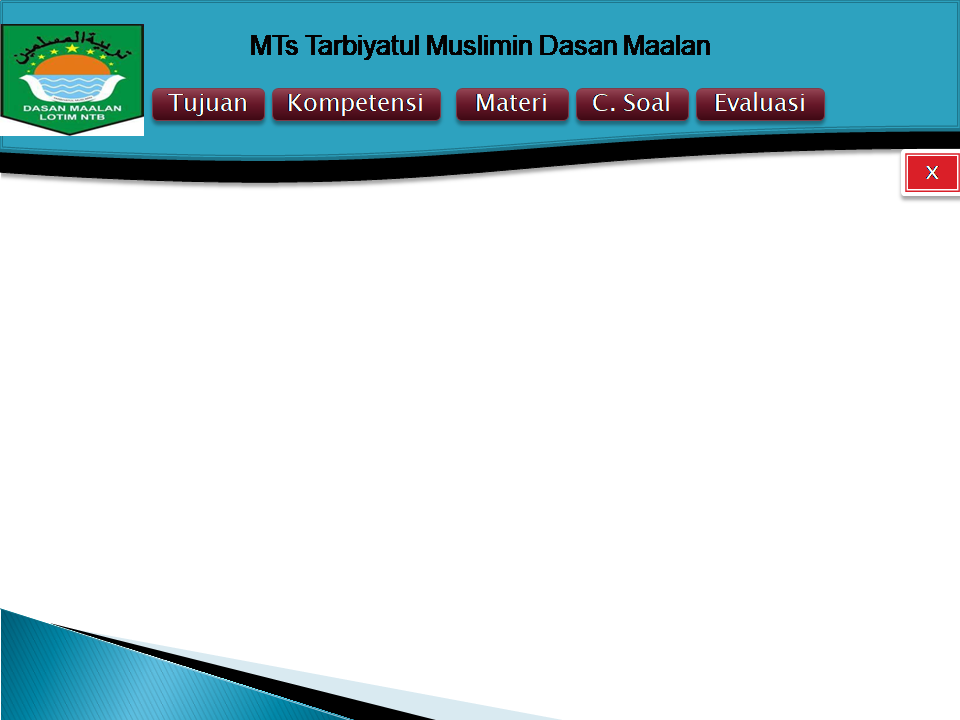 MTs Tarbiyatul Muslimin Dasan Maalan
تربية المسلمين
DASAN MAALAN
LOTIM NTB
Tujuan Kompetensi Materi C. Soal Evaluasi
X